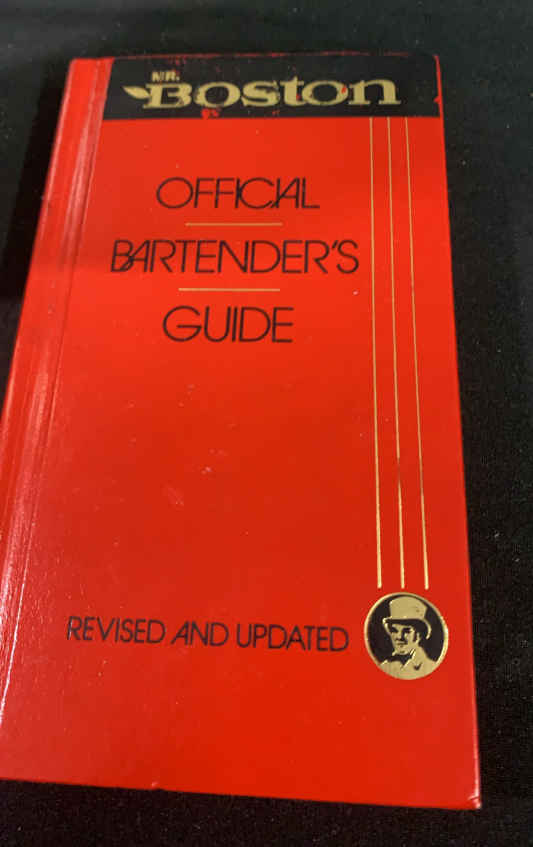 MR.
BOSTON
OFFICIAL
BARTENDER'S
GUIDE
REVISED AND UPDATED